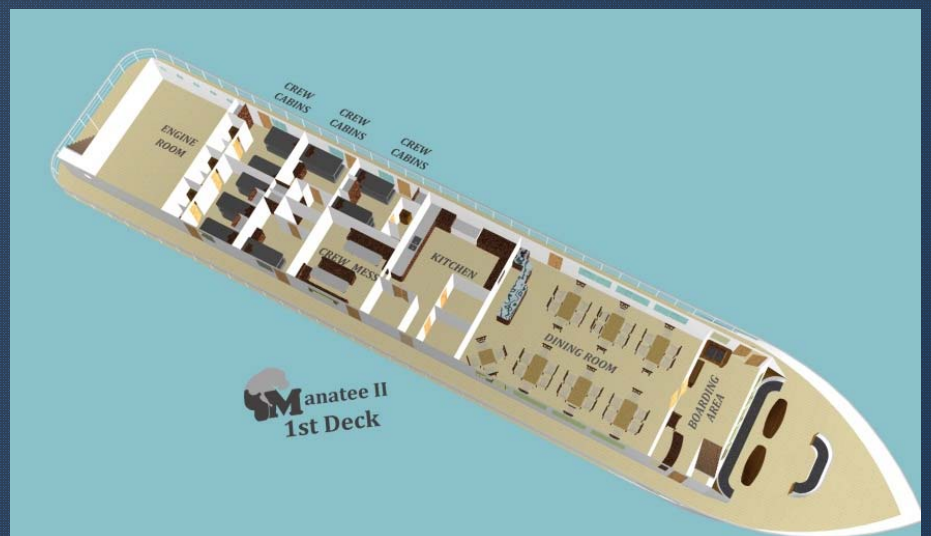 CREW
CABINS
CREW
CABINS
CREW
CABINS
ENGINE
ROOM
CREW MESS
KITCHEN
DINING ROOM
BOARDING
AREA
Manatee II
1st Deck